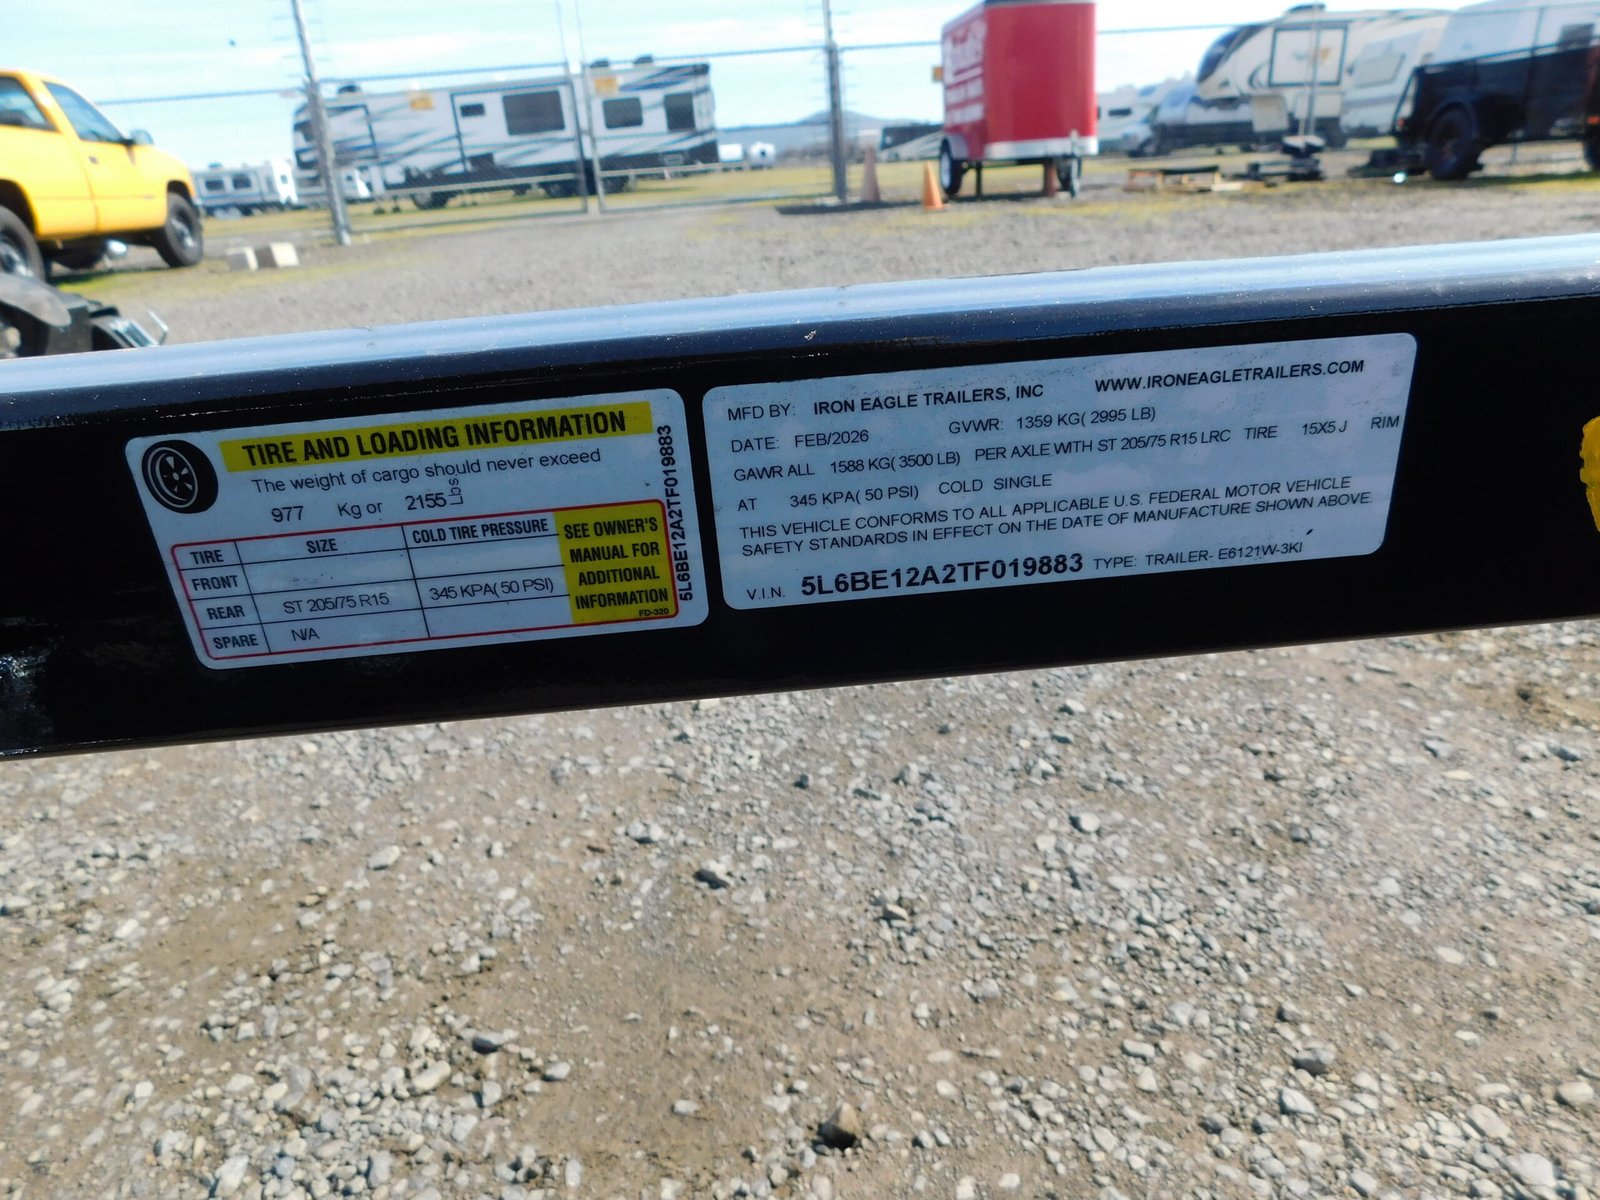 TIRE AND LOADING INFORMATION
The weight of cargo should never exceed
977 Kg or 2155 Lbs
TIRE SIZE COLD TIRE PRESSURE
FRONT
REAR ST 205/75 R15 345 KPA( 50 PSI)
SPARE N/A
SEE OWNER'S
MANUAL FOR
ADDITIONAL
INFORMATION
FD-320
5L6BE12A2TF019883
MFD BY: IRON EAGLE TRAILERS, INC WWW.IRONEAGLETRAILERS.COM
DATE: FEB/2026 GVWR: 1359 KG( 2995 LB)
GAWR ALL 1588 KG( 3500 LB) PER AXLE WITH ST 205/75 R15 LRC TIRE 15X5 J RIM
AT 345 KPA( 50 PSI) COLD SINGLE
THIS VEHICLE CONFORMS TO ALL APPLICABLE U.S. FEDERAL MOTOR VEHICLE
SAFETY STANDARDS IN EFFECT ON THE DATE OF MANUFACTURE SHOWN ABOVE.
V.I.N. 5L6BE12A2TF019883 TYPE: TRAILER- E6121W-3KI